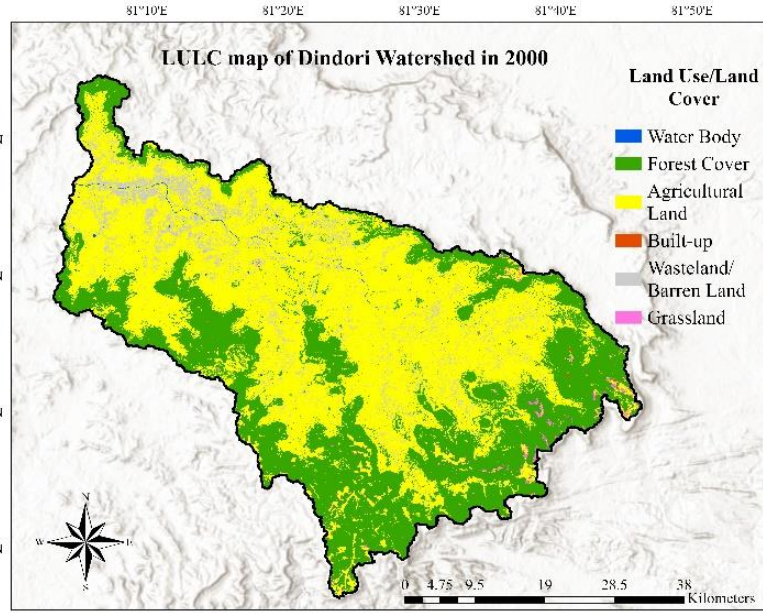 81°10'E 81°20'E 81°30'E 81°40'E 81°50'E
LULC map of Dindori Watershed in 2000
Land Use/Land
Cover
Water Body
Forest Cover
Agricultural
Land
Built-up
Wasteland/
Barren Land
Grassland
N
N
N
N
N
W E
S
0 4.75 9.5 19 28.5 38
Kilometers